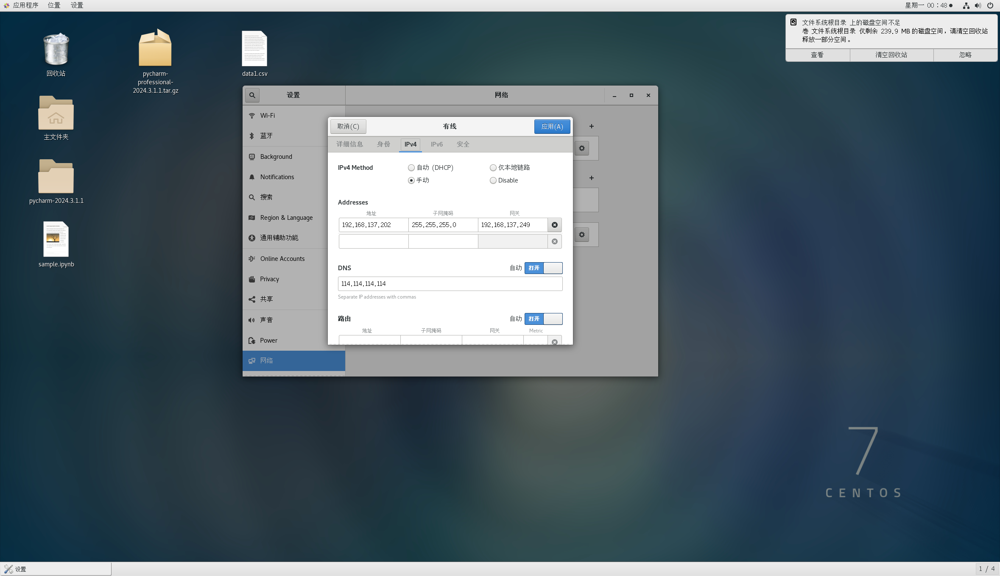 应用程序 位置 设置
星期一 00：48
文件系统根目录 上的磁盘空间不足
卷 文件系统根目录 仅剩余 239.9 MB 的磁盘空间，请清空回收站
释放一部分空间。
查看 清空回收站 忽略
回收站
pycharm-
professional-
2024.3.1.1.tar.gz
data1.csv
主文件夹
pycharm-2024.3.1.1
sample.ipynb
设置 网络
Wi-Fi
蓝牙
Background
Notifications
搜索
Region & Language
通用辅助功能
Online Accounts
Privacy
共享
声音
Power
网络
取消(C) 有线 应用(A)
详细信息 身份 IPv4 IPv6 安全
IPv4 Method 自动 (DHCP) 仅本地链路
手动 Disable
Addresses
地址 子网掩码 网关
192.168.137.202 255.255.255.0 192.168.137.249
DNS 自动 打开
114.114.114.114
Separate IP addresses with commas
路由 自动 打开
地址 子网掩码 网关 Metric
7
CENTOS
设置 1 / 4